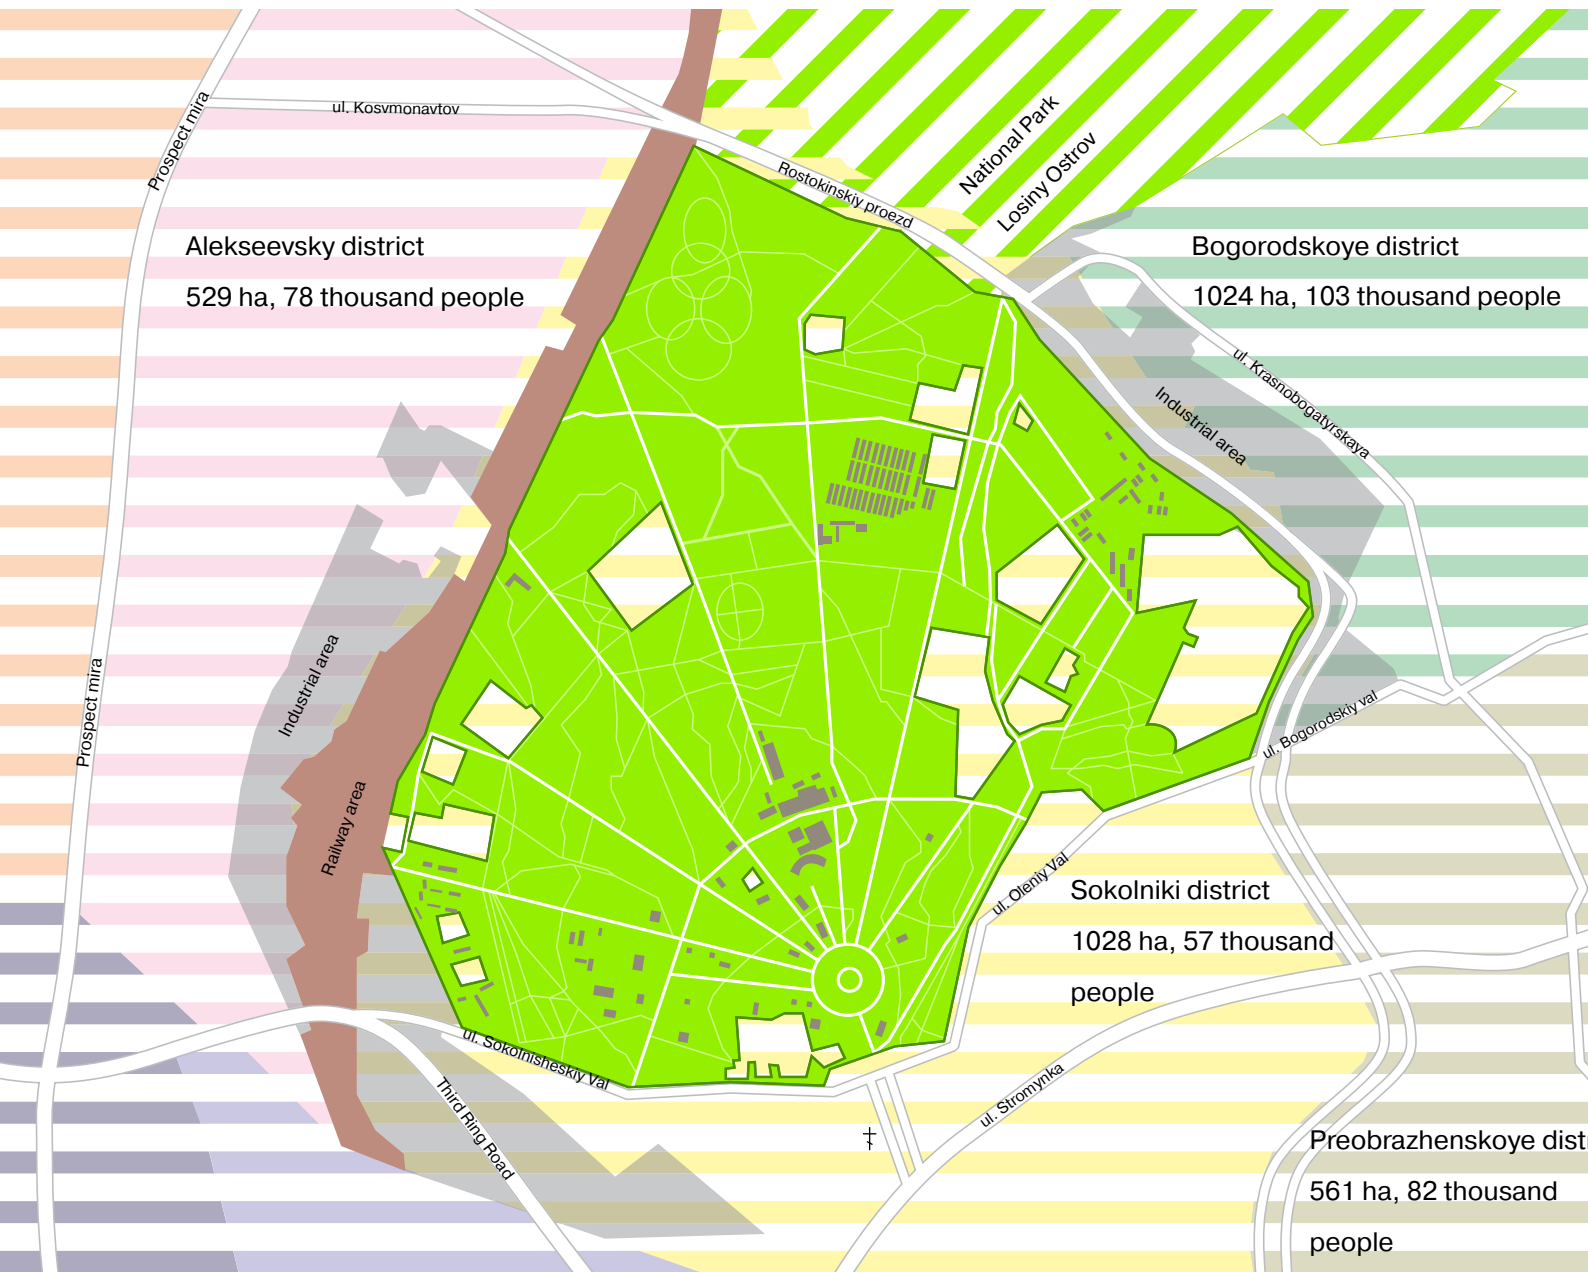 ul. Kosvmonavtov
Prospect mira
National Park
Losiny Ostrov
Rostokinskiy proezd
Alekseevsky district
529 ha, 78 thousand people
Bogorodskoye district
1024 ha, 103 thousand people
ul. Krasnobogatyrskaya
Industrial area
Industrial area
Prospect mira
ul. Bogorodskiy val
Railway area
ul. Oleniy Val
Sokolniki district
1028 ha, 57 thousand
people
ul. Sokolnisheskiy Val
Third Ring Road
ul. Stromynka
Preobrazhenskoye dist
561 ha, 82 thousand
people